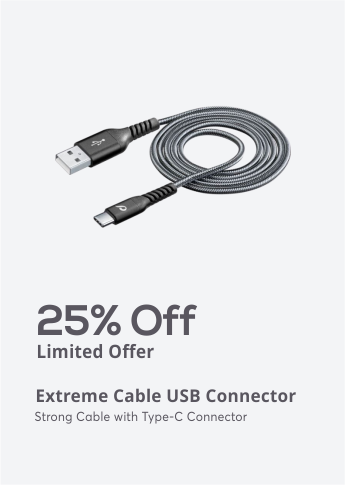 25% Off
Limited Offer
Extreme Cable USB Connector
Strong Cable with Type-C Connector